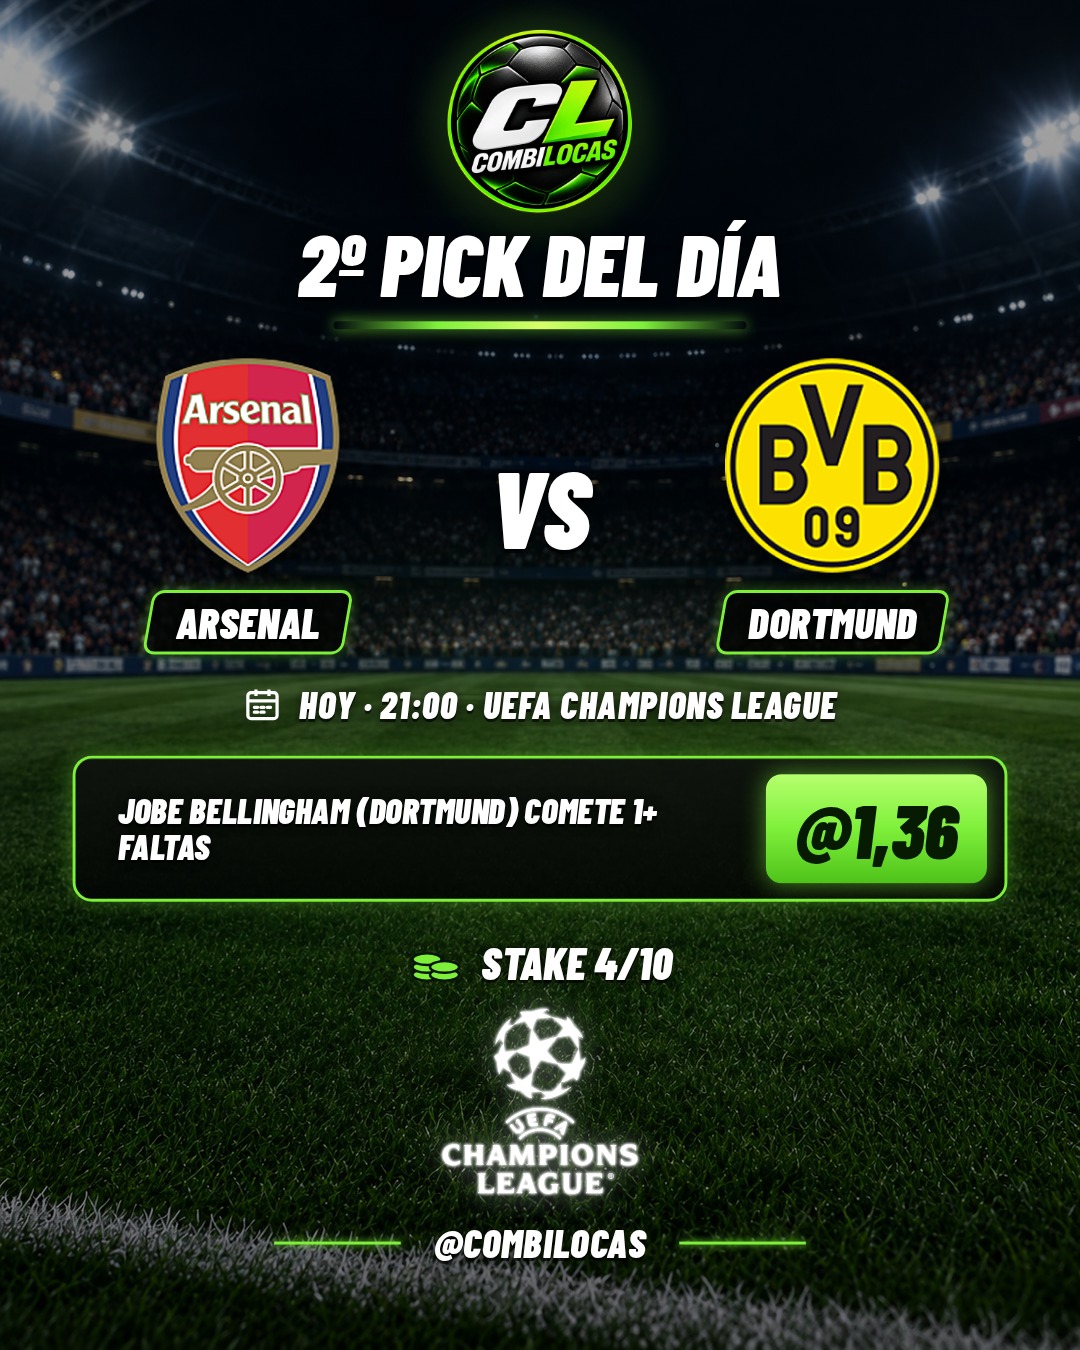 CL
COMBILOCAS
2º PICK DEL DÍA
Arsenal
VS
BVB
09
ARSENAL
DORTMUND
HOY · 21:00 · UEFA CHAMPIONS LEAGUE
JOBE BELLINGHAM (DORTMUND) COMETE 1+
FALTAS
@1,36
STAKE 4/10
UEFA
CHAMPIONS
LEAGUE®
@COMBILOCAS